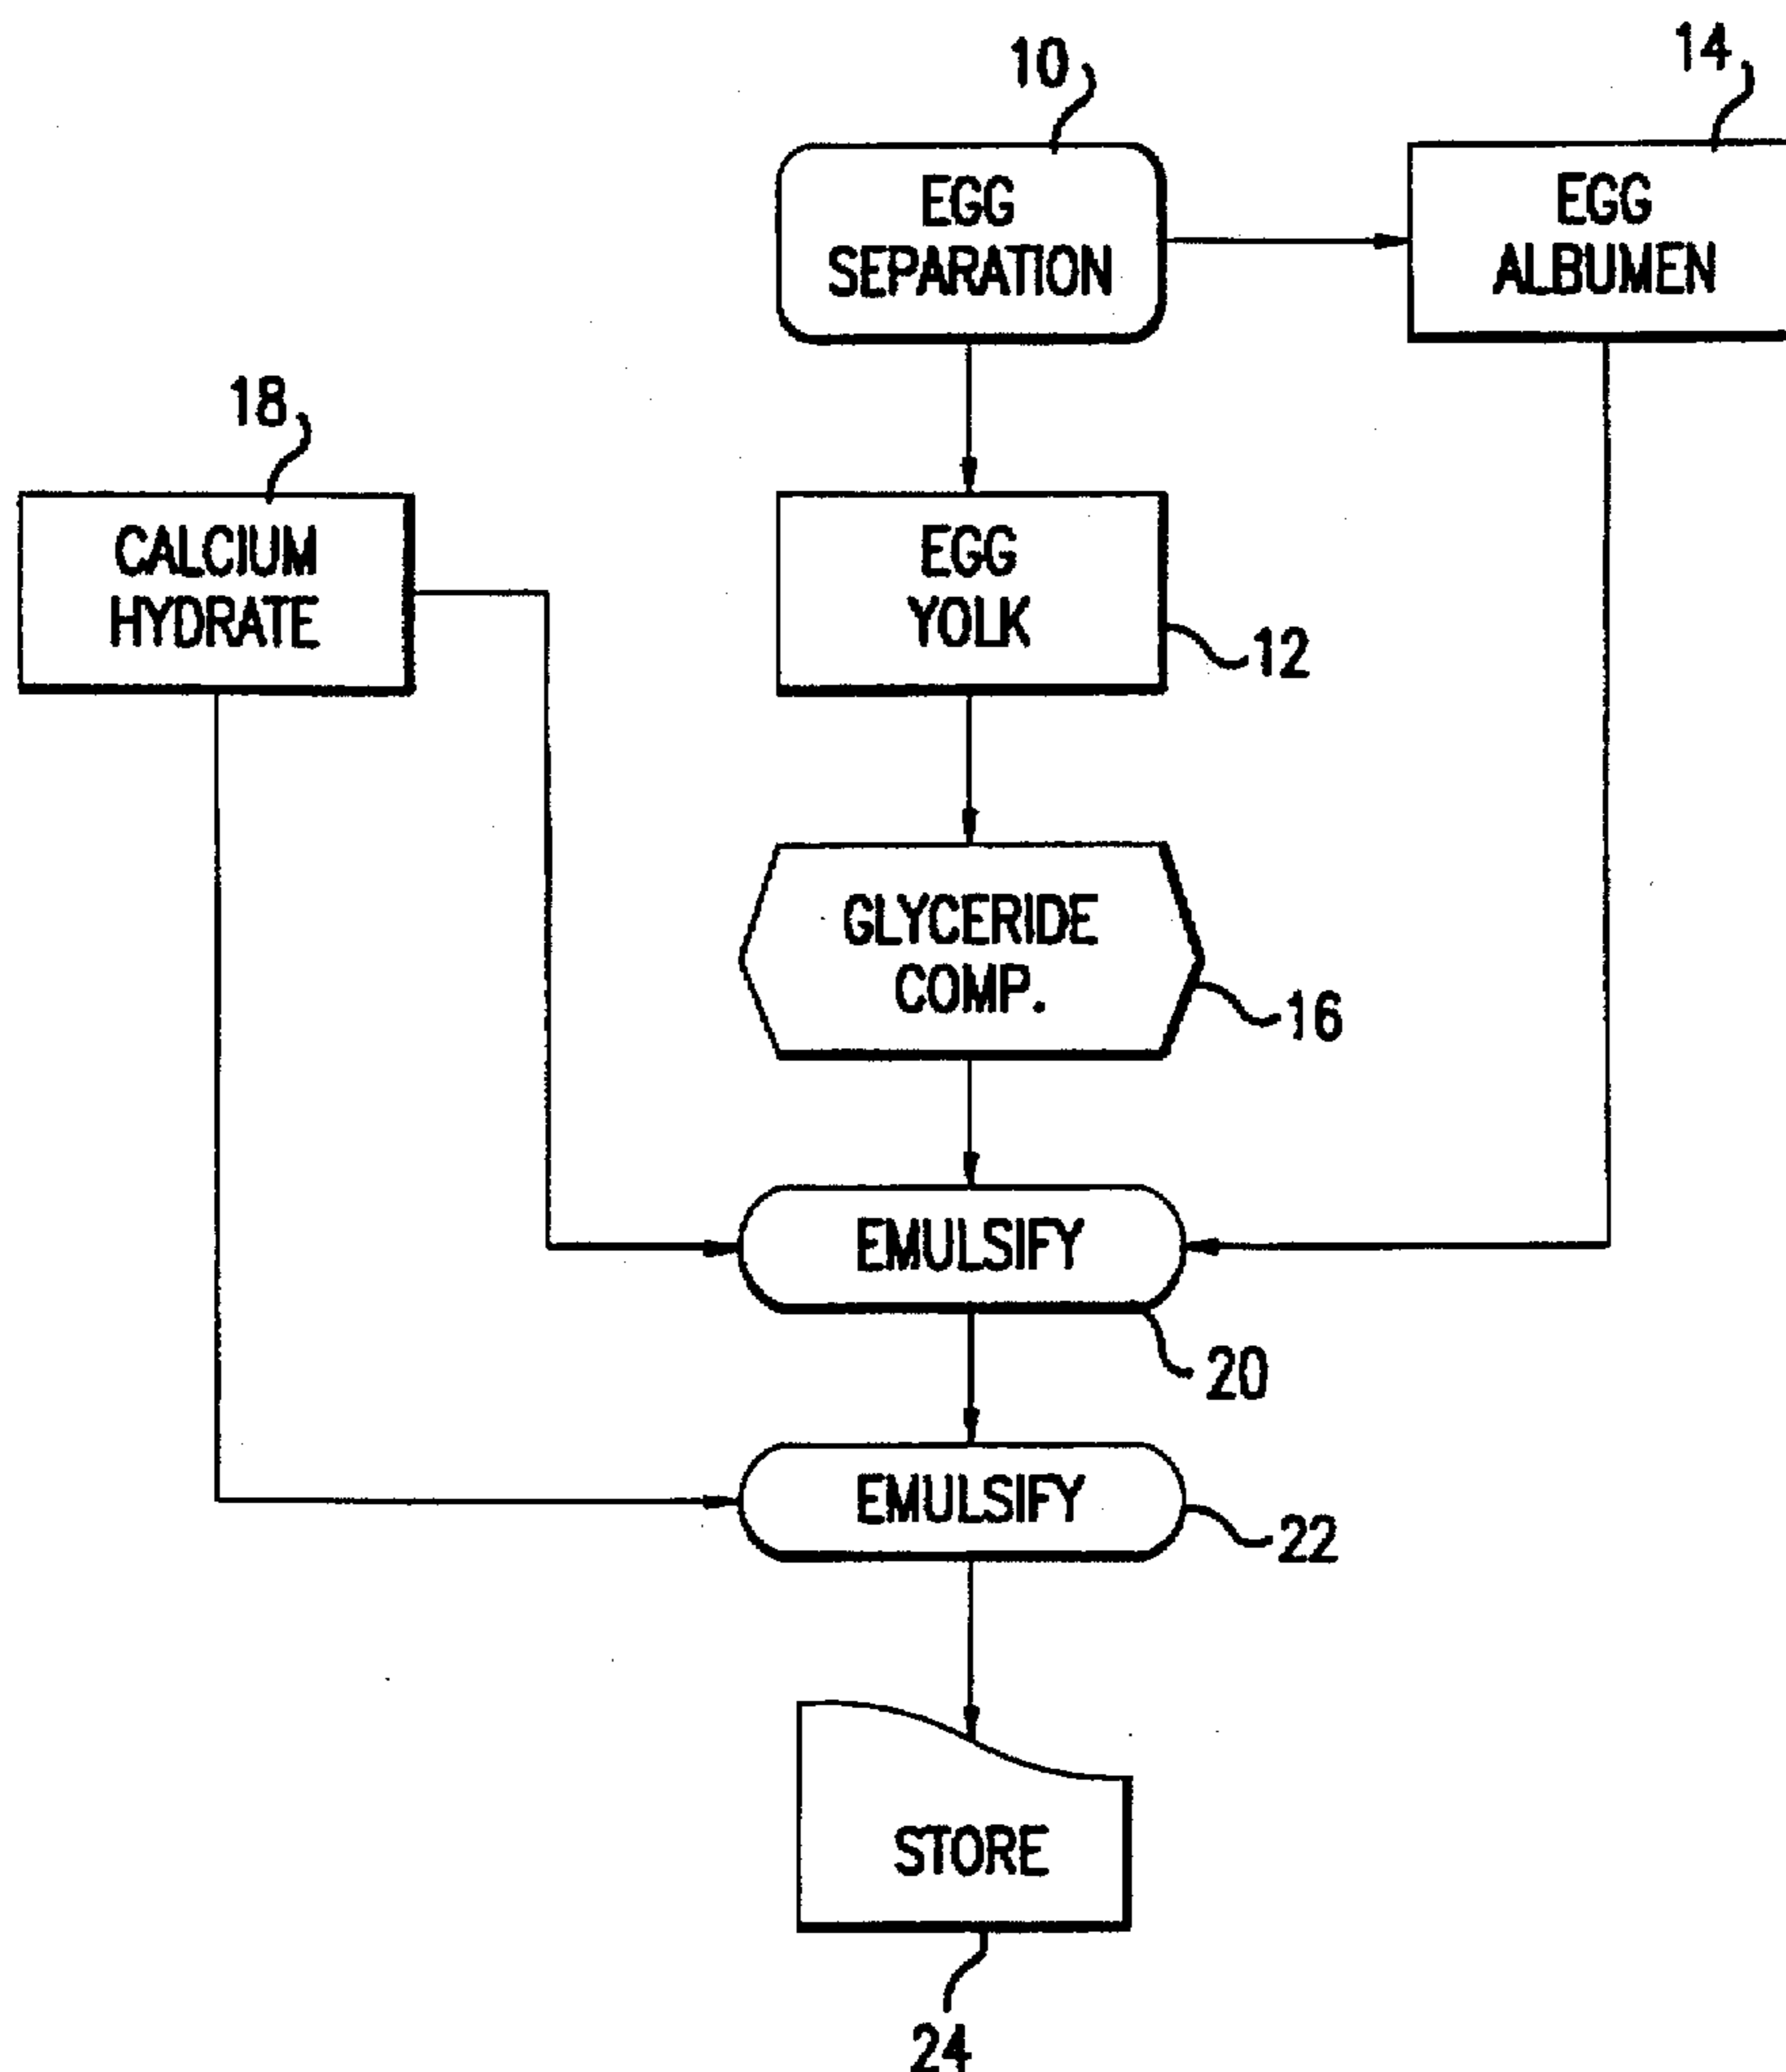 10
14
EGG
SEPARATION
EGG
ALBUMEN
18
CALCIUM
HYDRATE
EGG
YOLK
12
GLYCERIDE
COMP.
16
EMULSIFY
20
EMULSIFY
22
STORE
24